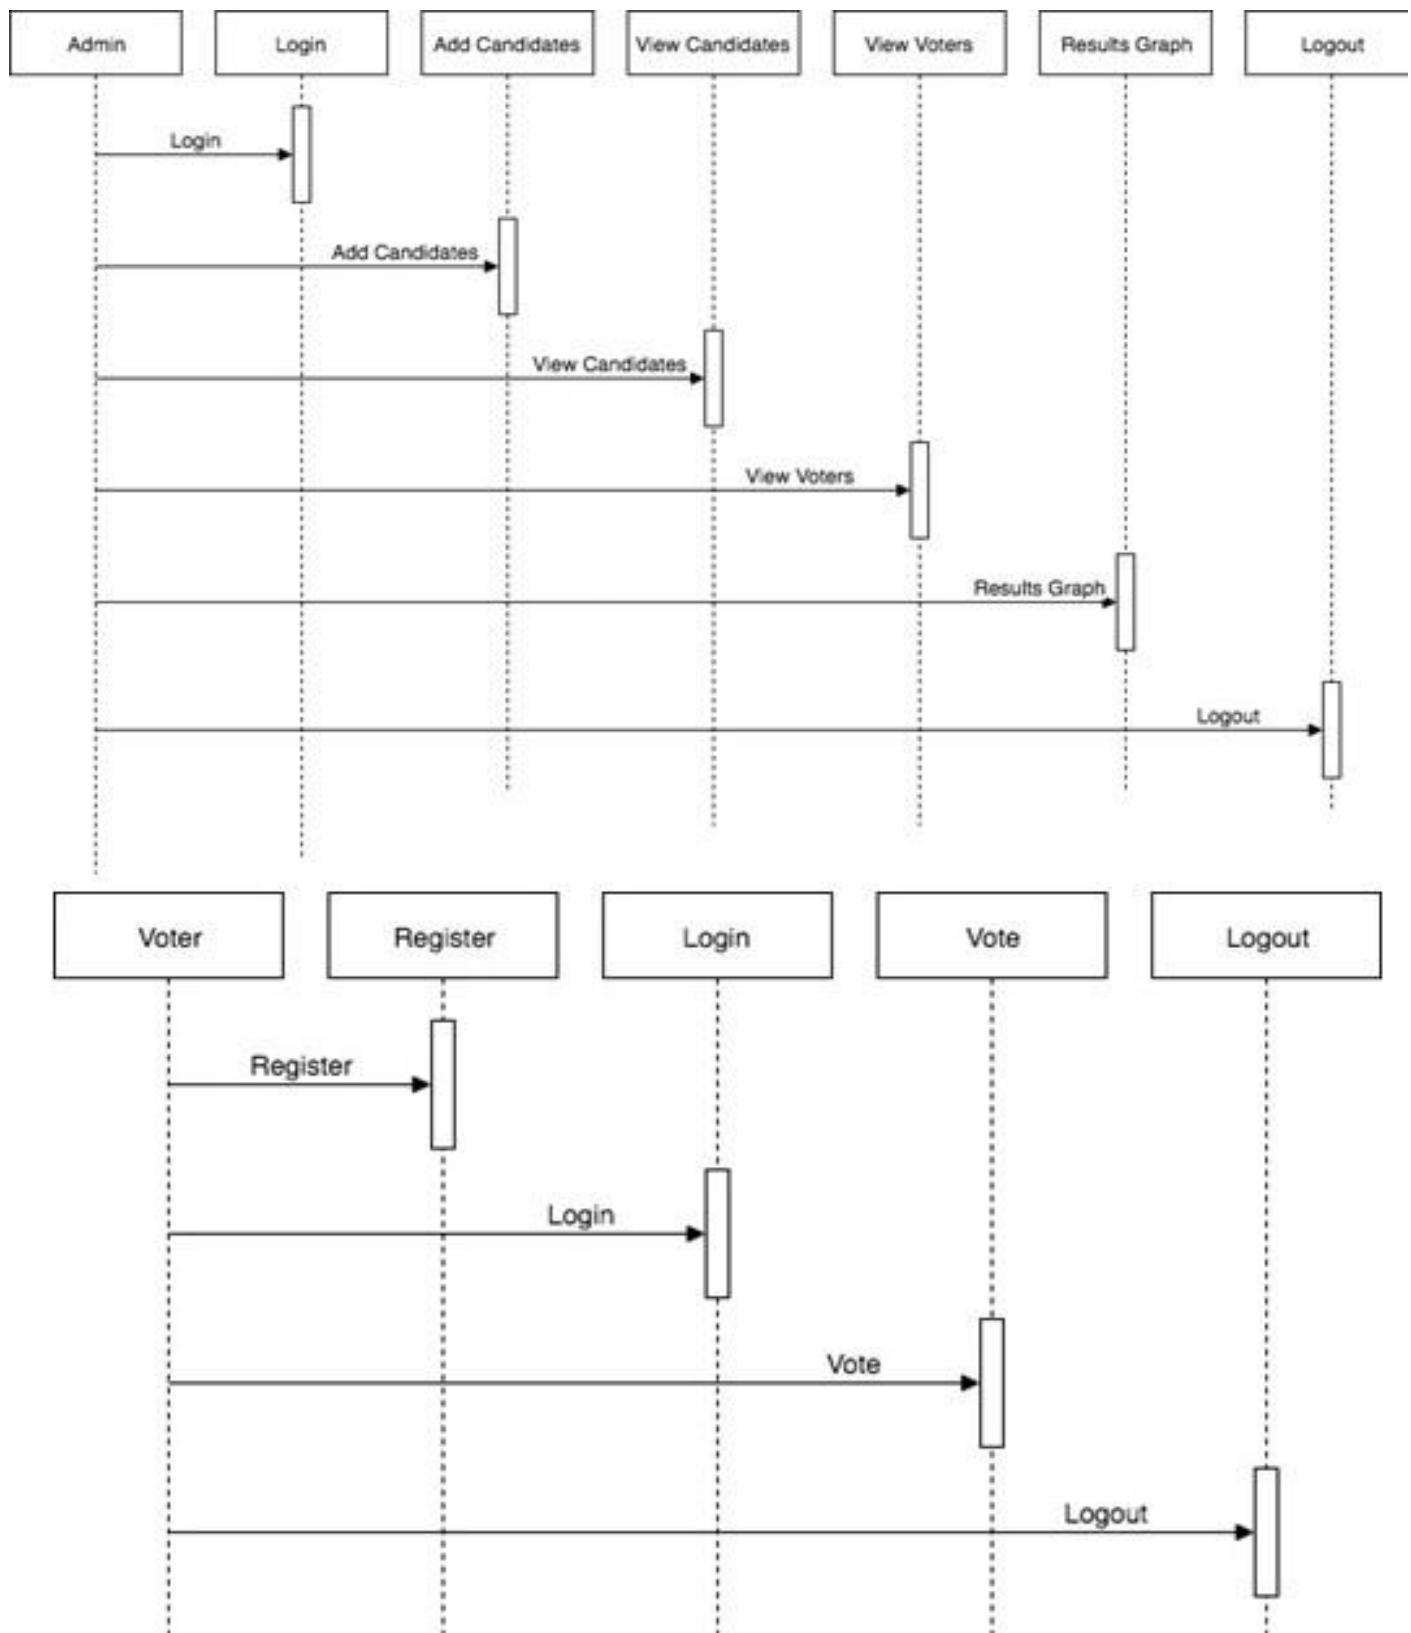 Admin
Login
Add Candidates
View Candidates
View Voters
Results Graph
Logout
Login
Add Candidates
View Candidates
View Voters
Results Graph
Logout
Voter
Register
Login
Vote
Logout
Register
Login
Vote
Logout